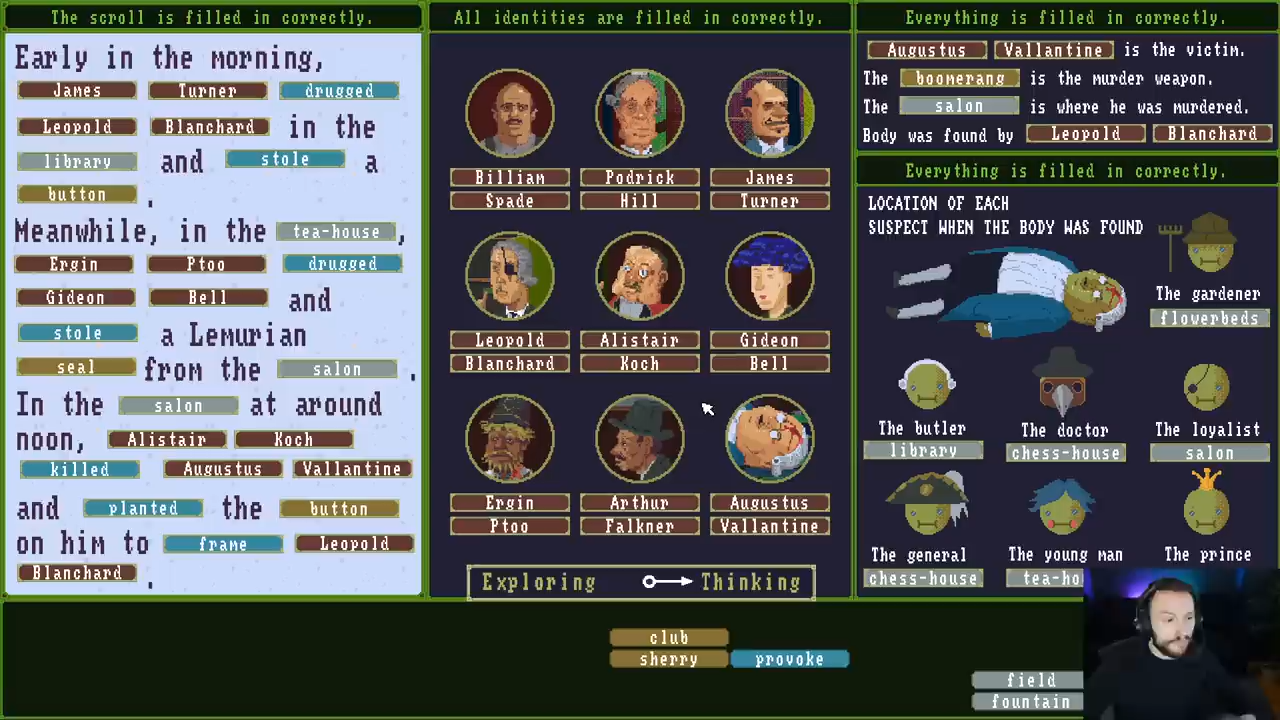 The scroll is filled in correctly.
Early in the morning,
James Turner drugged
Leopold Blanchard in the
library and stole a
button .
Meanwhile, in the tea-house ,
Ergin Ptoo drugged
Gideon Bell and
stole a Lemurian
seal from the salon .
In the salon at around
noon, Alistair Koch
killed Augustus Vallantine
and planted the button
on him to frame Leopold
Blanchard .
All identities are filled in correctly.
Billiam Podrick James
Spade Hill Turner
Leopold Alistair Gideon
Blanchard Koch Bell
Ergin Arthur Augustus
Ptoo Falkner Vallantine
Exploring Thinking
Everything is filled in correctly.
Augustus Vallantine is the victim.
The boomerang is the murder weapon.
The salon is where he was murdered.
Body was found by Leopold Blanchard
Everything is filled in correctly.
LOCATION OF EACH
SUSPECT WHEN THE BODY WAS FOUND
The gardener
flowerbeds
The butler The doctor The loyalist
library chess-house salon
The general The young man The prince
chess-house
club
sherry provoke
field
fountain